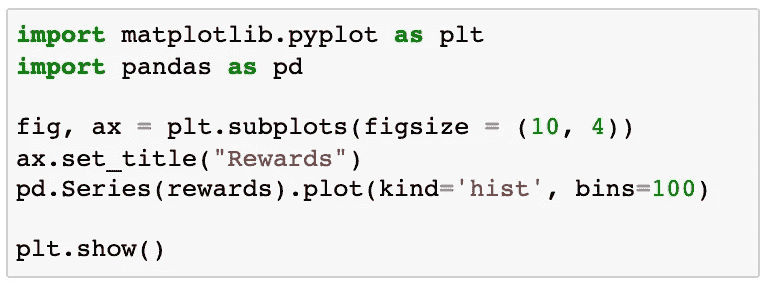 import matplotlib.pyplot as plt
import pandas as pd
fig, ax = plt.subplots(figsize = (10, 4))
ax.set_title("Rewards")
pd.Series(rewards).plot(kind='hist', bins=100)
plt.show()